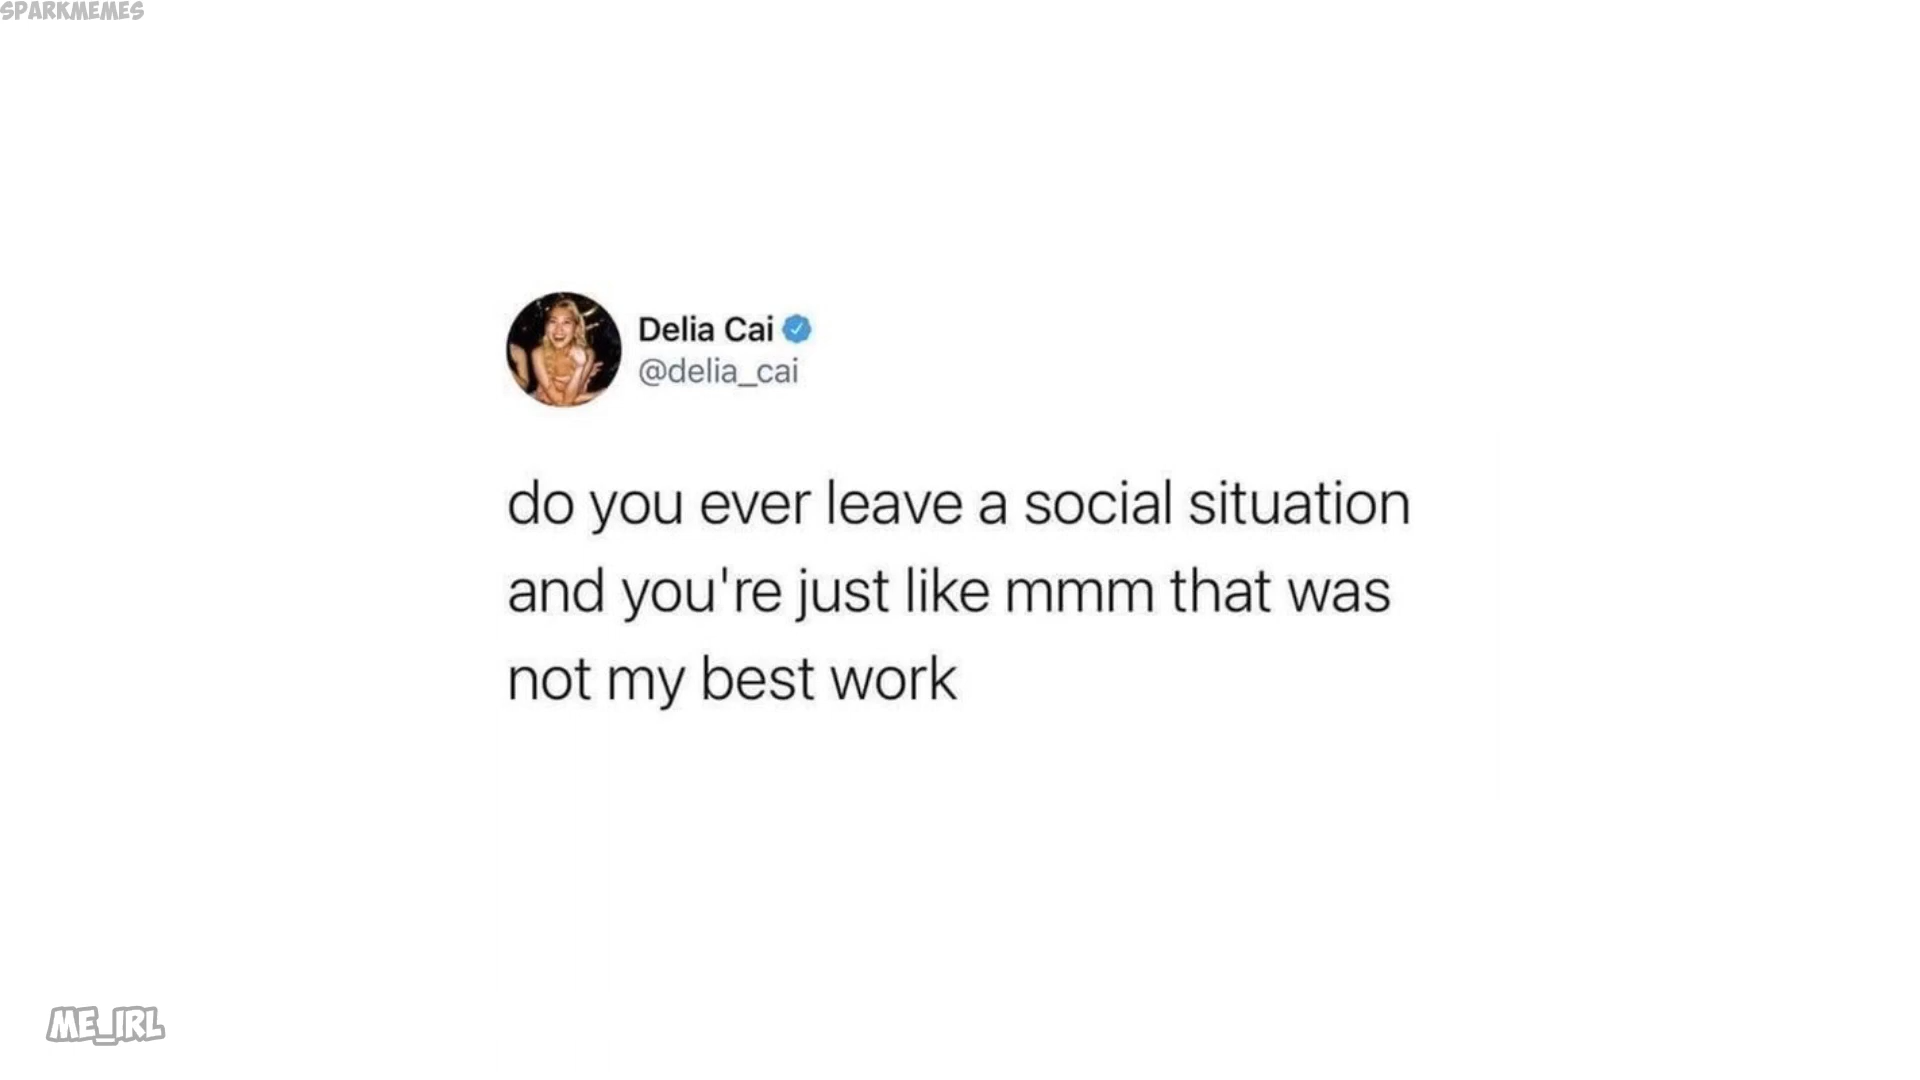 SPARKMEMES
Delia Cai
@delia_cai
do you ever leave a social situation
and you're just like mmm that was
not my best work
ME_IRL